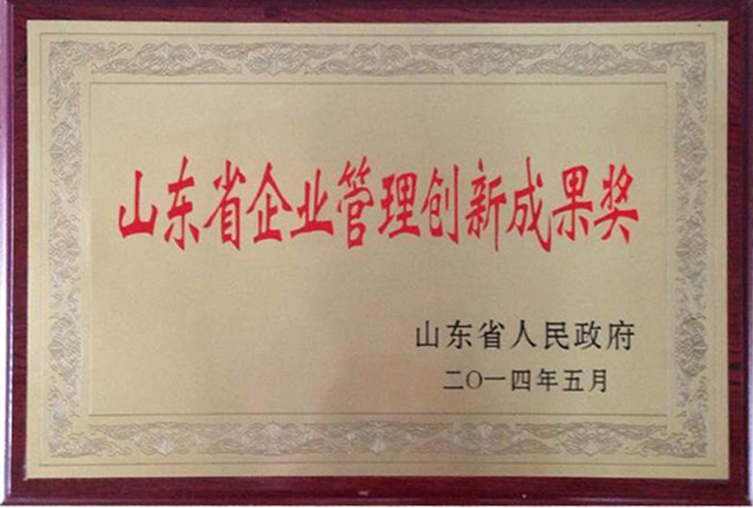 山东省企业管理创新成果奖
山东省人民政府
二〇一四年五月